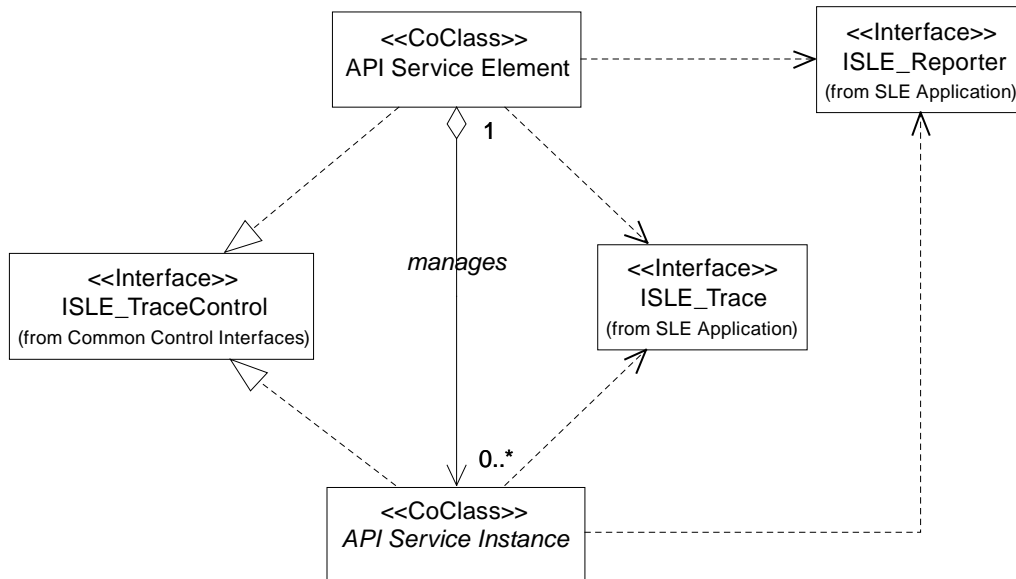 <<CoClass>>
API Service Element
<<Interface>>
ISLE_Reporter
(from SLE Application)
1
<<Interface>>
ISLE_TraceControl
(from Common Control Interfaces)
manages
<<Interface>>
ISLE_Trace
(from SLE Application)
0..*
<<CoClass>>
API Service Instance